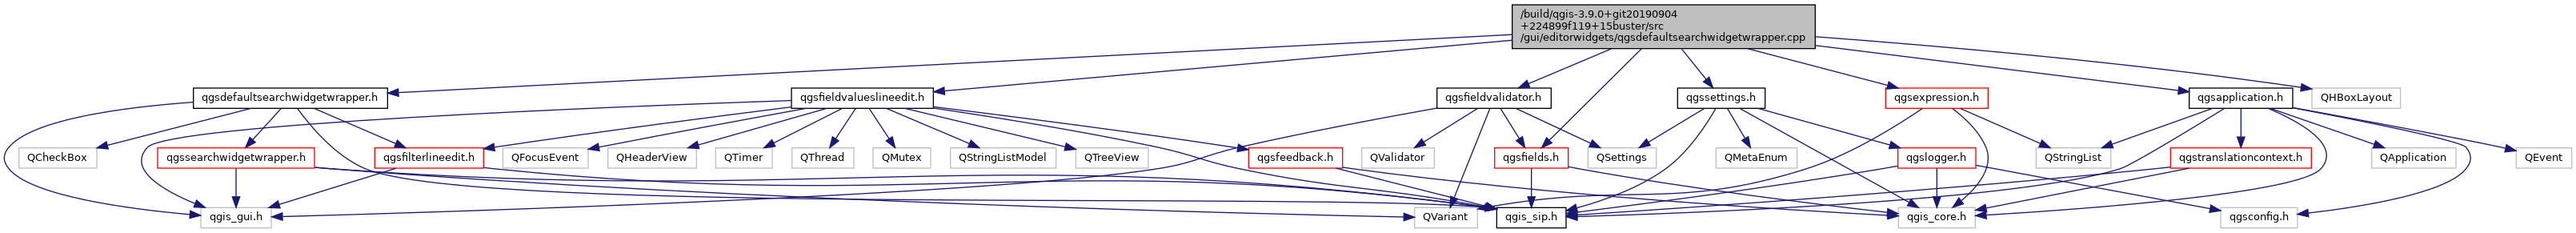 /build/qgis-3.9.0+git20190904
+224899f119+15buster/src
/gui/editorwidgets/qgsdefaultsearchwidgetwrapper.cpp
qgsdefaultsearchwidgetwrapper.h
qgsfieldvalueslineedit.h
qgsfieldvalidator.h
qgssettings.h
qgsexpression.h
qgsapplication.h
QHBoxLayout
QCheckBox
qgssearchwidgetwrapper.h
qgsfilterlineedit.h
QFocusEvent
QHeaderView
QTimer
QThread
QMutex
QStringListModel
QTreeView
qgsfeedback.h
QValidator
qgsfields.h
QSettings
QMetaEnum
qgslogger.h
QStringList
qgstranslationcontext.h
QApplication
QEvent
qgis_gui.h
QVariant
qgis_sip.h
qgis_core.h
qgsconfig.h